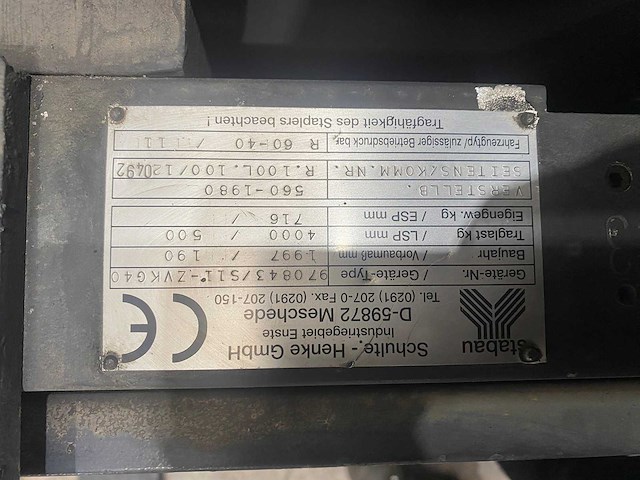 stabau
Schulte - Henke GmbH
Industriegebiet Enste
D-59872 Meschede
Tel. (0291) 207-0 Fax. (0291) 207-150
CE
Geräte-Nr. / Geräte-Type 970843/S11-ZVKG40
Baujahr / Vorbaumaß mm 1997 / 190
Traglast kg / LSP mm 4000 / 500
Eigengew. kg / ESP mm 716 /
VERSTELLB. 560-1980
SEITENS/KOMM.NR. R.100L.100/120492
Fahrzeugtyp/ zulässiger Betriebsdruck bar R 60-40 /
Tragfähigkeit des Staplers beachten !